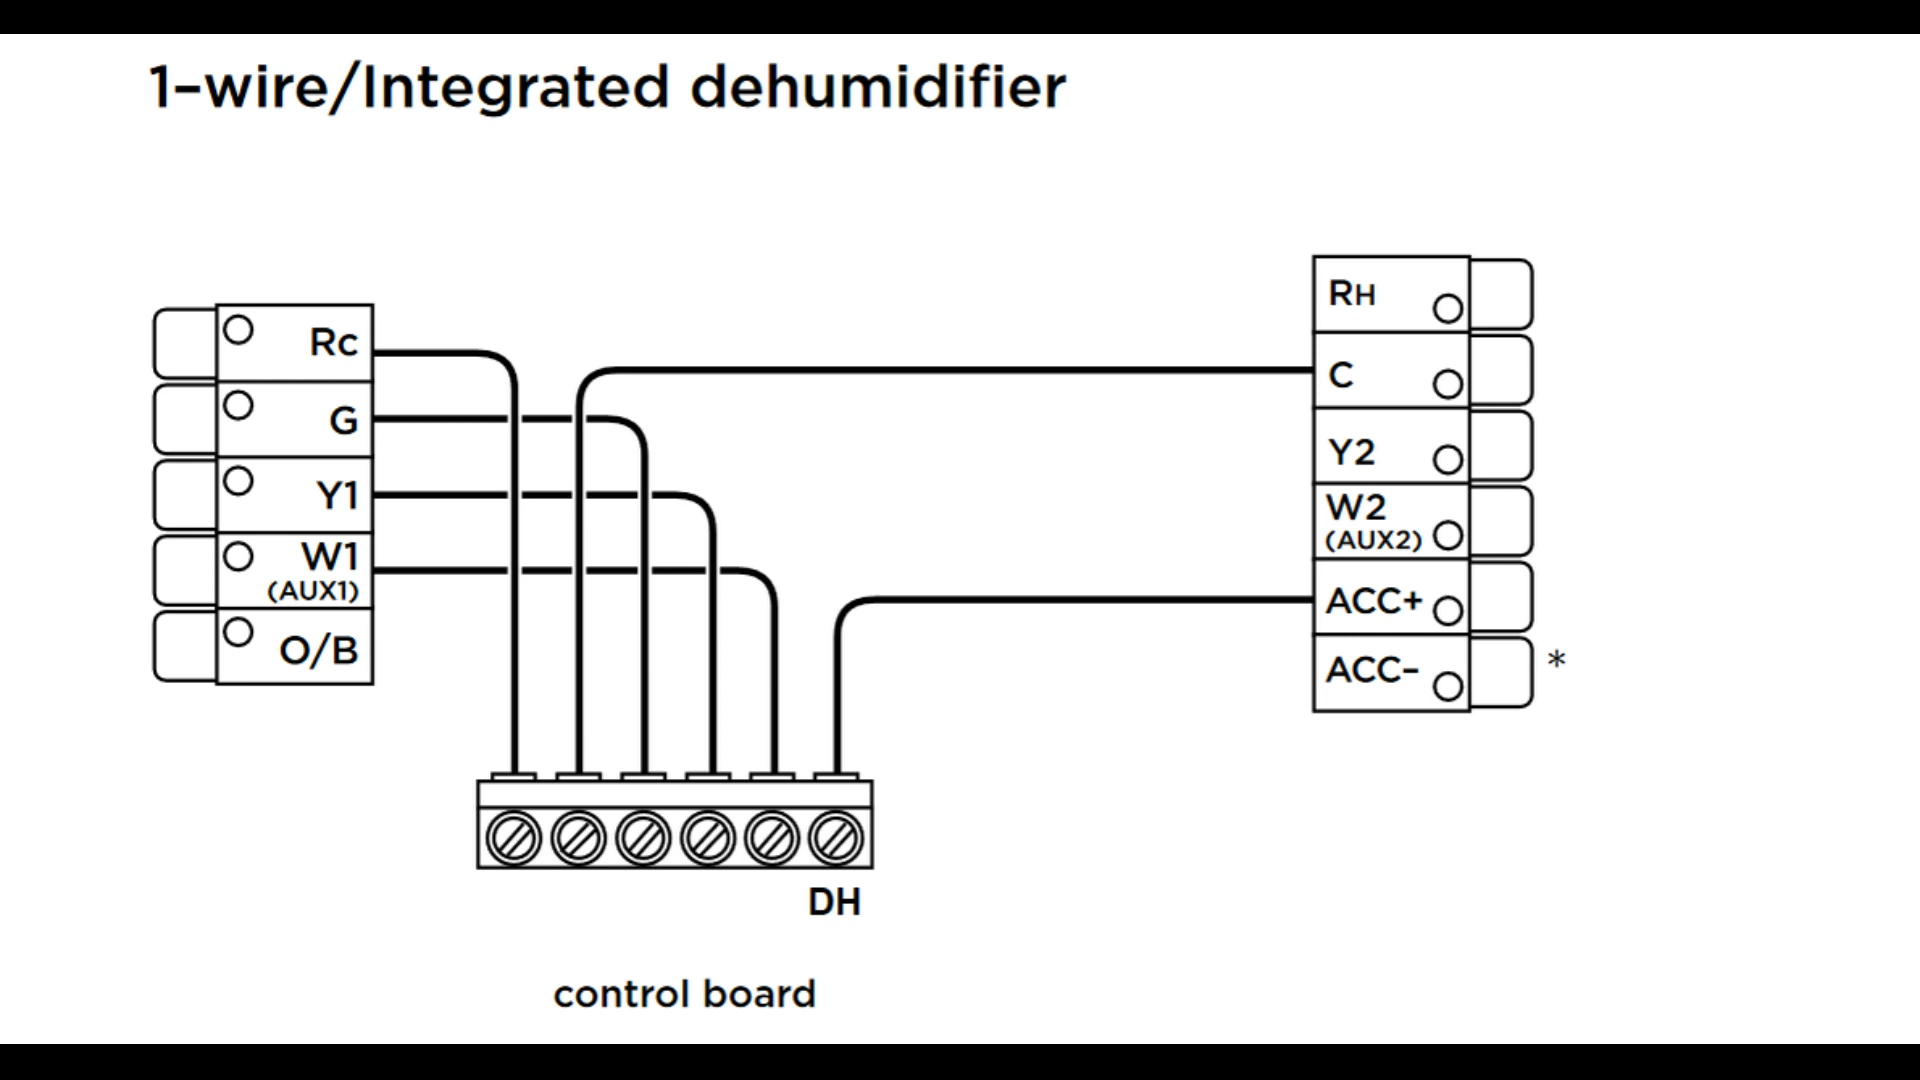 1-wire/Integrated dehumidifier
Rc
G
Y1
W1
(AUX1)
O/B
RH
C
Y2
W2
(AUX2)
ACC+
ACC-
*
DH
control board